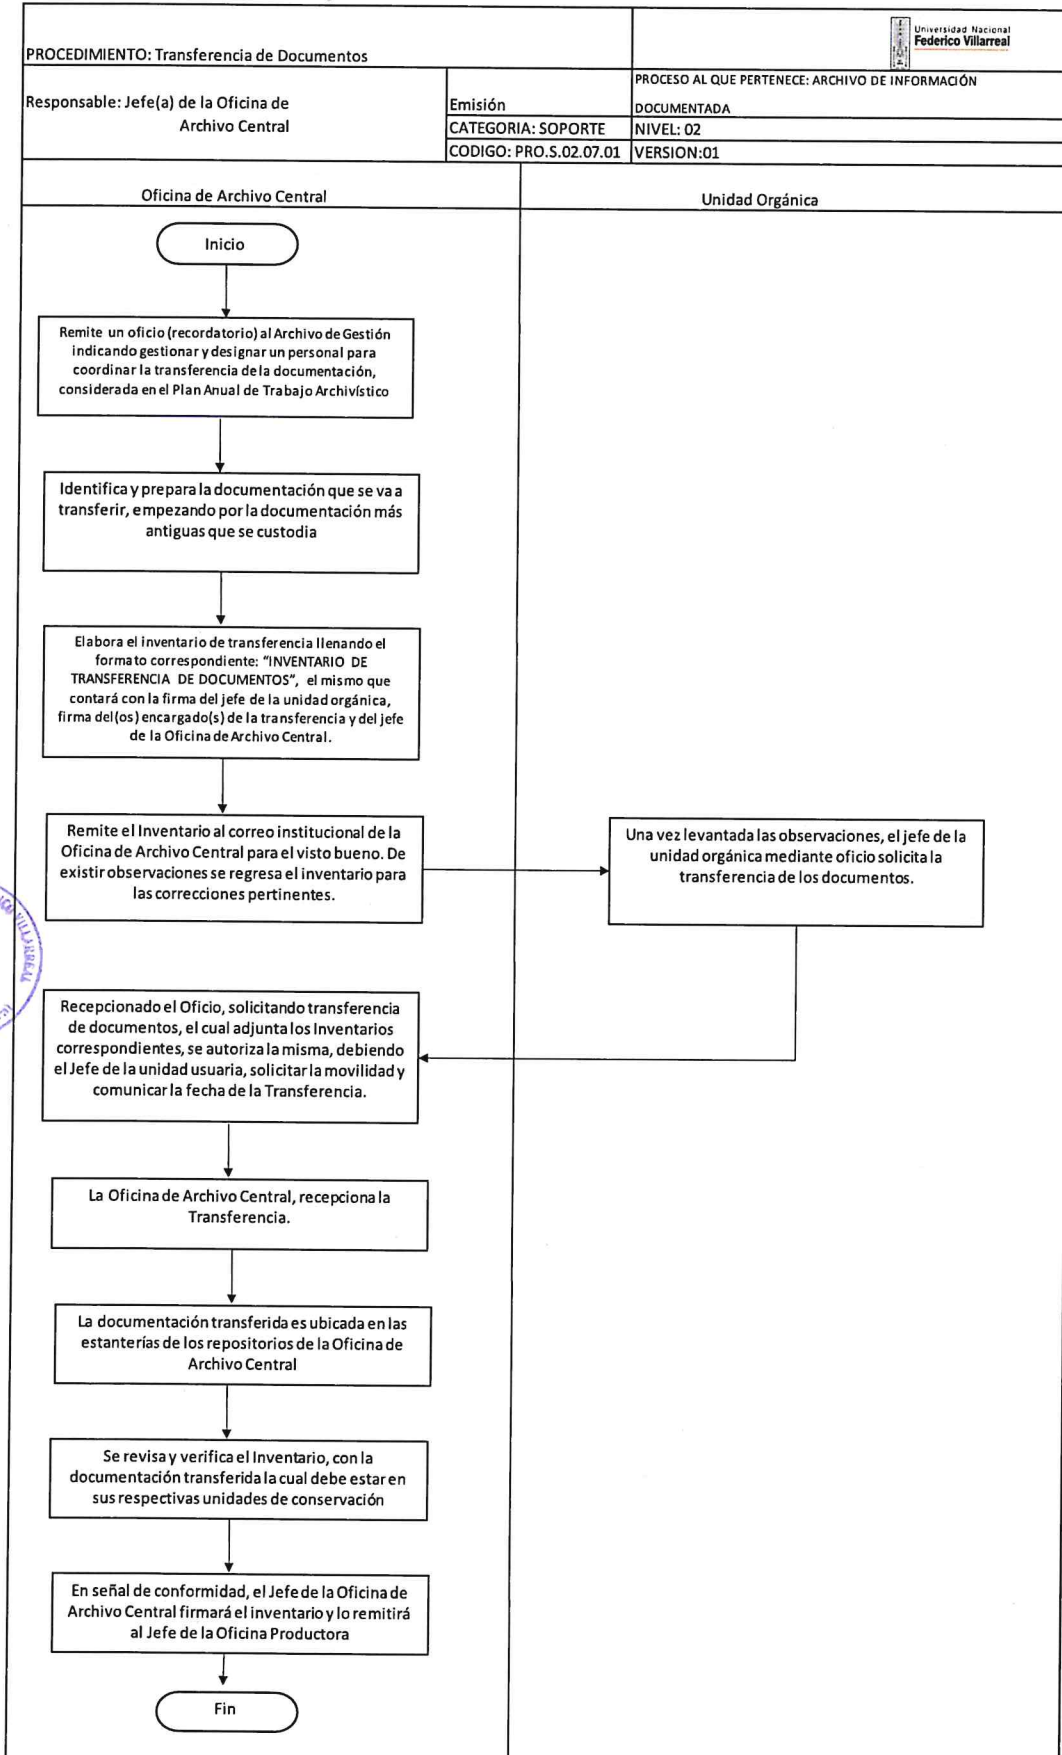 Universidad Nacional
Federico Villarreal
PROCEDIMIENTO: Transferencia de Documentos
Responsable: Jefe(a) de la Oficina de
Archivo Central
Emisión
PROCESO AL QUE PERTENECE: ARCHIVO DE INFORMACIÓN
DOCUMENTADA
CATEGORIA: SOPORTE
NIVEL: 02
CODIGO: PRO.S.02.07.01
VERSION:01
Oficina de Archivo Central
Unidad Orgánica
Inicio
Remite un oficio (recordatorio) al Archivo de Gestión
indicando gestionar y designar un personal para
coordinar la transferencia de la documentación,
considerada en el Plan Anual de Trabajo Archivístico
Identifica y prepara la documentación que se va a
transferir, empezando por la documentación más
antiguas que se custodia
Elabora el inventario de transferencia llenando el
formato correspondiente: "INVENTARIO DE
TRANSFERENCIA DE DOCUMENTOS", el mismo que
contará con la firma del jefe de la unidad orgánica,
firma del(os) encargado(s) de la transferencia y del jefe
de la Oficina de Archivo Central.
Remite el Inventario al correo institucional de la
Oficina de Archivo Central para el visto bueno. De
existir observaciones se regresa el inventario para
las correcciones pertinentes.
Una vez levantada las observaciones, el jefe de la
unidad orgánica mediante oficio solicita la
transferencia de los documentos.
VILLARREAL
Recepcionado el Oficio, solicitando transferencia
de documentos, el cual adjunta los Inventarios
correspondientes, se autoriza la misma, debiendo
el Jefe de la unidad usuaria, solicitar la movilidad y
comunicar la fecha de la Transferencia.
La Oficina de Archivo Central, recepciona la
Transferencia.
La documentación transferida es ubicada en las
estanterías de los repositorios de la Oficina de
Archivo Central
Se revisa y verifica el Inventario, con la
documentación transferida la cual debe estar en
sus respectivas unidades de conservación
En señal de conformidad, el Jefe de la Oficina de
Archivo Central firmará el inventario y lo remitirá
al Jefe de la Oficina Productora
Fin